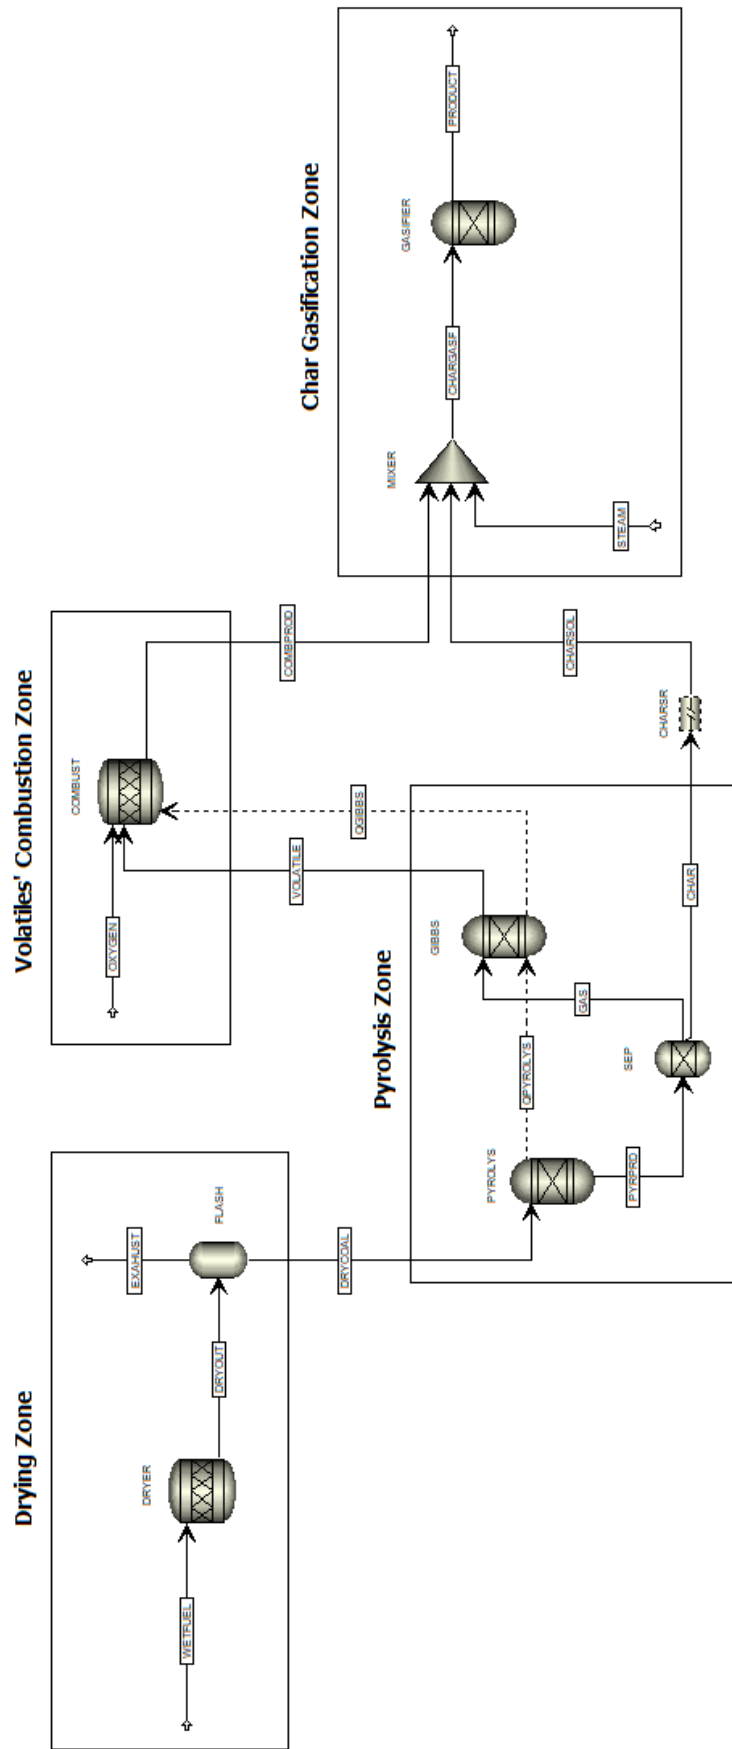 Drying Zone
WETFUEL
DRYER
DRYOUT
FLASH
EXAHUST
DRYCOAL
Pyrolysis Zone
PYROLYS
QPYROLYS
PYRPRD
SEP
GAS
GIBBS
QGIBBS
VOLATILE
CHAR
CHARSR
CHARSOL
Volatiles' Combustion Zone
OXYGEN
COMBUST
COMBPROD
Char Gasification Zone
MIXER
STEAM
CHARGASF
GASIFIER
PRODUCT